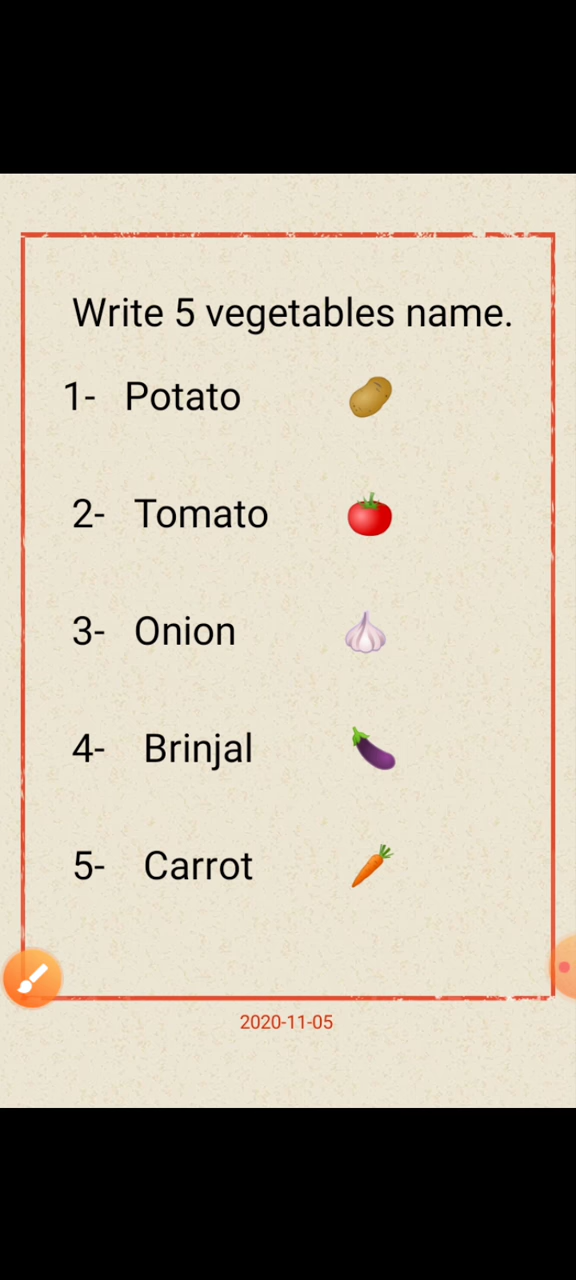 Write 5 vegetables name.
1- Potato
2- Tomato
3- Onion
4- Brinjal
5- Carrot
2020-11-05